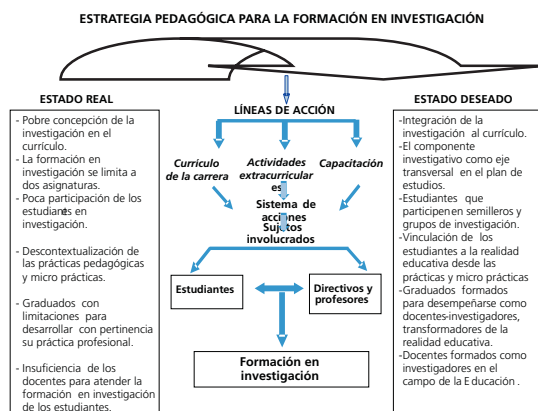 ESTRATEGIA PEDAGÓGICA PARA LA FORMACIÓN EN INVESTIGACIÓN
ESTADO REAL
- Pobre concepción de la
investigación en el
currículo.
- La formación en
investigación se limita a
dos asignaturas.
- Poca participación de los
estudiantes en
investigación.
- Descontextualización de
las prácticas pedagógicas
y micro prácticas.
- Graduados con
limitaciones para
desarrollar con pertinencia
su práctica profesional.
- Insuficiencia de los
docentes para atender la
formación en investigación
de los estudiantes.
LÍNEAS DE ACCIÓN
Currículo
de la carrera
Actividades
extracurricular
es
Capacitación
Sistema de
acciones
Sujetos
involucrados
Estudiantes
Directivos y
profesores
Formación en
investigación
ESTADO DESEADO
-Integración de la
investigación al currículo.
-El componente
investigativo como eje
transversal en el plan de
estudios.
-Estudiantes que
participen en semilleros y
grupos de investigación.
-Vinculación de los
estudiantes a la realidad
educativa desde las
prácticas y micro prácticas
-Graduados formados
para desempeñarse como
docentes-investigadores,
transformadores de la
realidad educativa.
-Docentes formados como
investigadores en el
campo de la Educación.